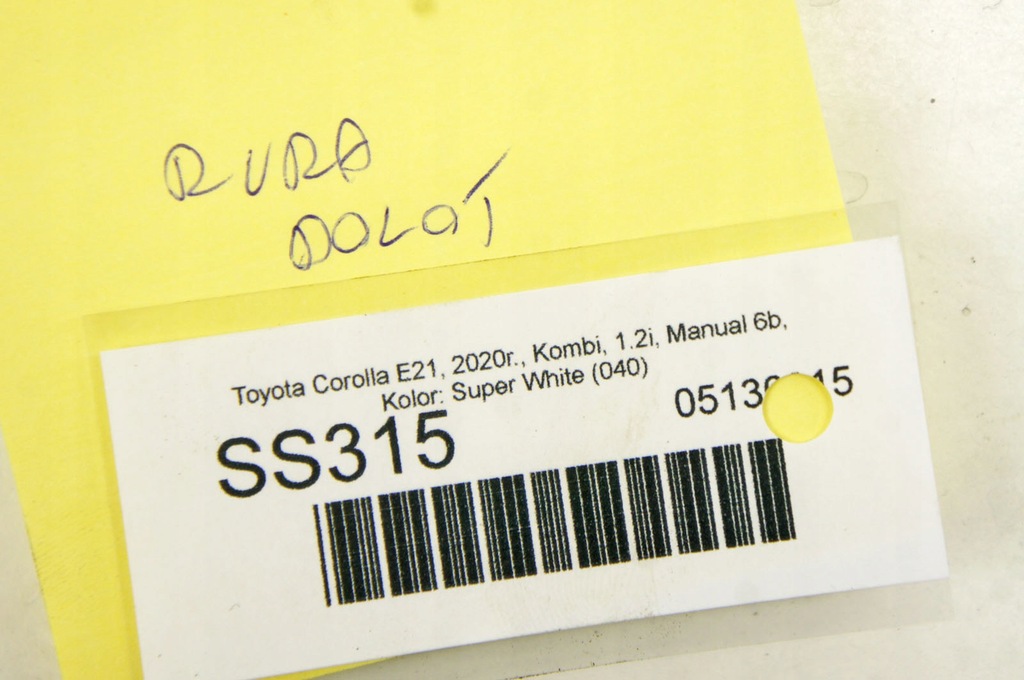 RURA
DOLOT
Toyota Corolla E21, 2020r., Kombi, 1.2i, Manual 6b,
Kolor: Super White (040)
SS315